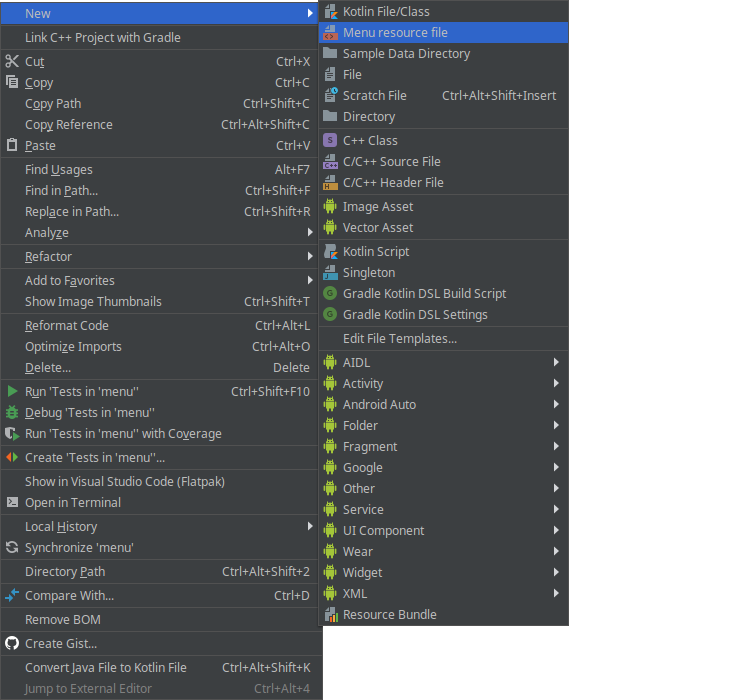 New
Link C++ Project with Gradle
Cut Ctrl+X
Copy Ctrl+C
Copy Path Ctrl+Shift+C
Copy Reference Ctrl+Alt+Shift+C
Paste Ctrl+V
Find Usages Alt+F7
Find in Path... Ctrl+Shift+F
Replace in Path... Ctrl+Shift+R
Analyze
Refactor
Add to Favorites
Show Image Thumbnails Ctrl+Shift+T
Reformat Code Ctrl+Alt+L
Optimize Imports Ctrl+Alt+O
Delete... Delete
Run 'Tests in 'menu'' Ctrl+Shift+F10
Debug 'Tests in 'menu''
Run 'Tests in 'menu'' with Coverage
Create 'Tests in 'menu''...
Show in Visual Studio Code (Flatpak)
Open in Terminal
Local History
Synchronize 'menu'
Directory Path Ctrl+Alt+Shift+2
Compare With... Ctrl+D
Remove BOM
Create Gist...
Convert Java File to Kotlin File Ctrl+Alt+Shift+K
Jump to External Editor Ctrl+Alt+4
Kotlin File/Class
Menu resource file
Sample Data Directory
File
Scratch File Ctrl+Alt+Shift+Insert
Directory
S C++ Class
C++ C/C++ Source File
H C/C++ Header File
Image Asset
Vector Asset
Kotlin Script
J Singleton
G Gradle Kotlin DSL Build Script
G Gradle Kotlin DSL Settings
Edit File Templates...
AIDL
Activity
Android Auto
Folder
Fragment
Google
Other
Service
UI Component
Wear
Widget
XML
Resource Bundle